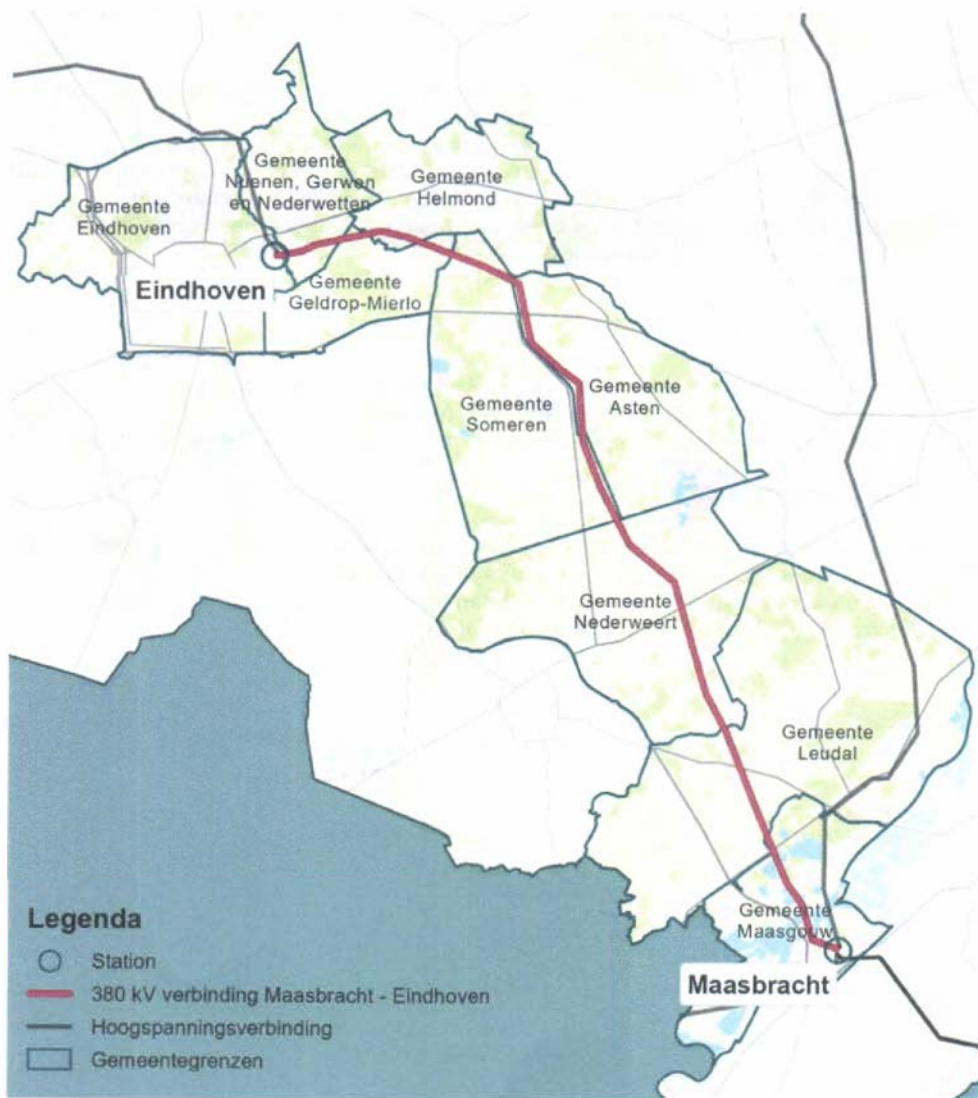 Gemeente
Nuenen, Gerwen
en Nederwetten
Gemeente
Helmond
Gemeente
Eindhoven
Eindhoven
Gemeente
Geldrop-Mierlo
Gemeente
Asten
Gemeente
Someren
Gemeente
Nederweert
Gemeente
Leudal
Gemeente
Maasgouw
Maasbracht
Legenda
Station
380 kV verbinding Maasbracht - Eindhoven
Hoogspanningsverbinding
Gemeentegrenzen